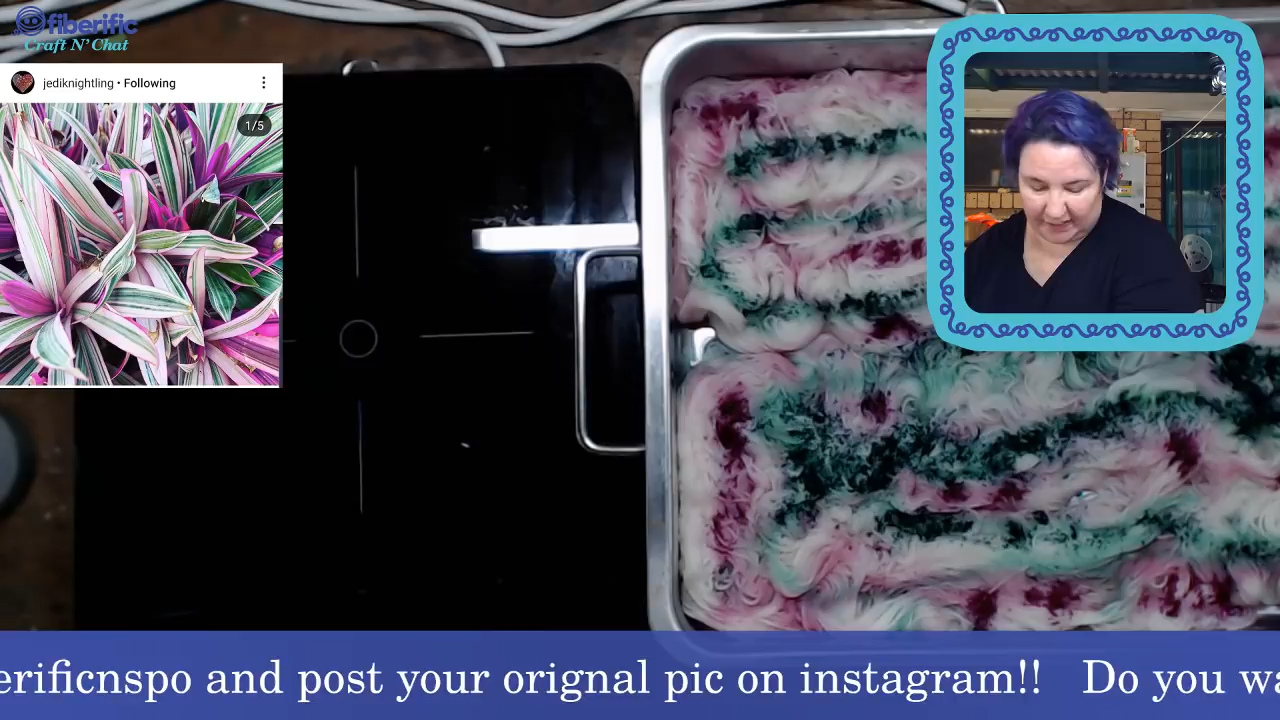 fiberific
Craft N' Chat
jediknightling • Following
1/5
erificnspo and post your orignal pic on instagram!! Do you wa